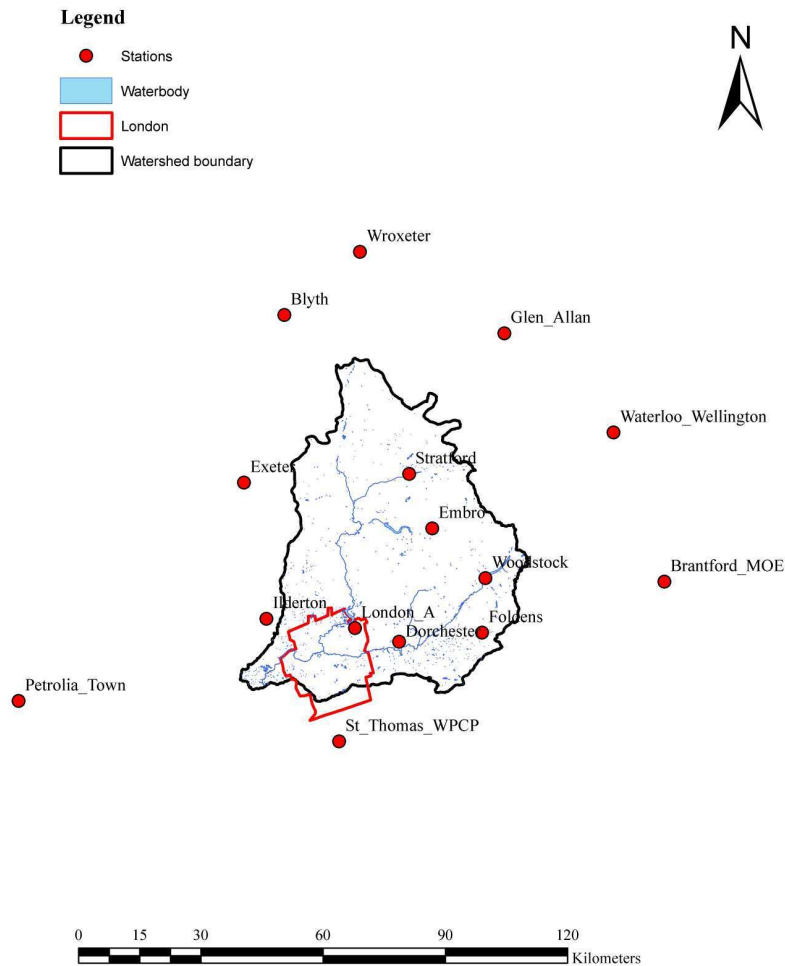 Legend
Stations
Waterbody
London
Watershed boundary
N
Wroxeter
Blyth
Glen_Allan
Waterloo_Wellington
Stratford
Exeter
Embro
Woodstock
Brantford_MOE
Ilderton
London_A
Foldens
Dorchester
Petrolia_Town
St_Thomas_WPCP
0 15 30 60 90 120
Kilometers